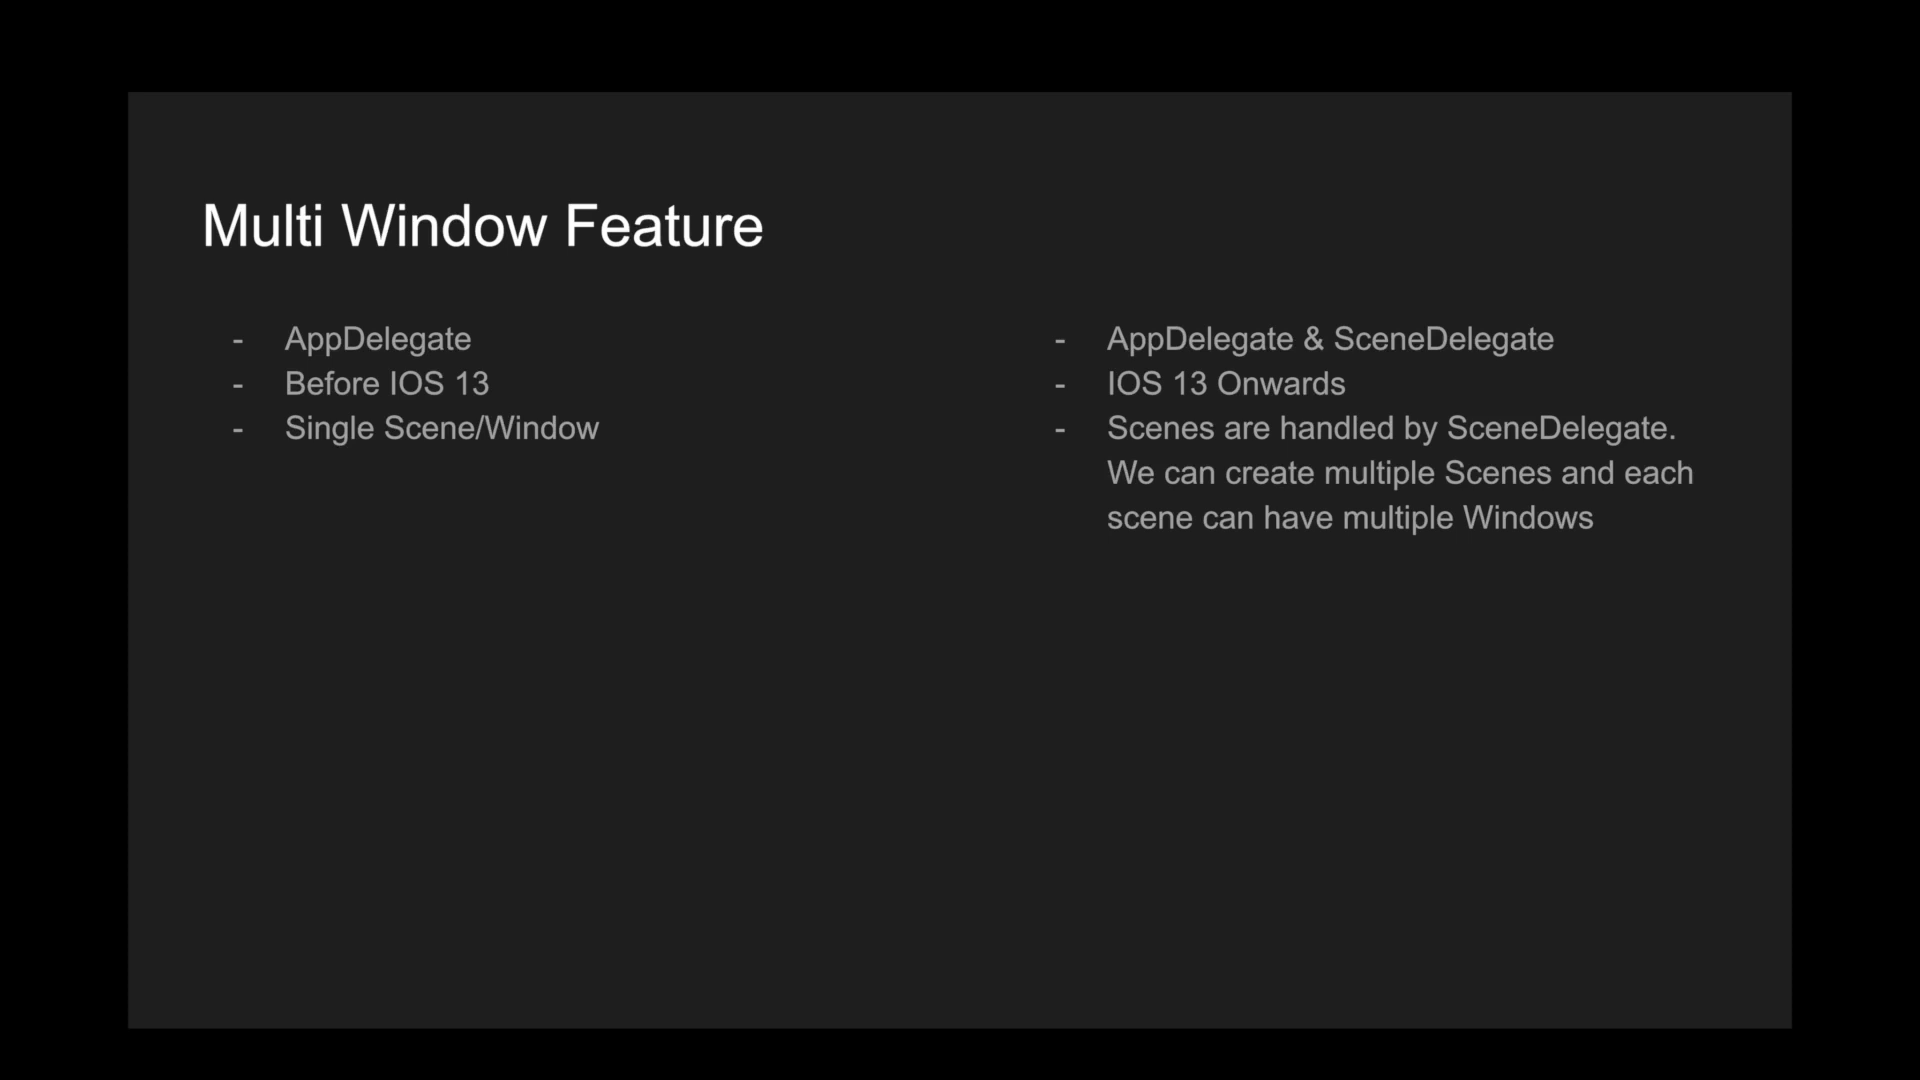 Multi Window Feature
- AppDelegate
- Before IOS 13
- Single Scene/Window
- AppDelegate & SceneDelegate
- IOS 13 Onwards
- Scenes are handled by SceneDelegate.
We can create multiple Scenes and each
scene can have multiple Windows